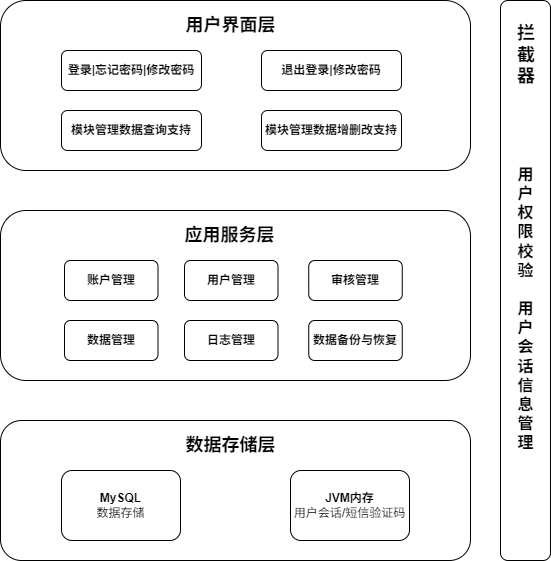 用户界面层
登录|忘记密码|修改密码
退出登录|修改密码
模块管理数据查询支持
模块管理数据增删改支持
应用服务层
账户管理
用户管理
审核管理
数据管理
日志管理
数据备份与恢复
数据存储层
MySQL
数据存储
JVM内存
用户会话/短信验证码
拦截器
用户权限校验
用户会话信息管理